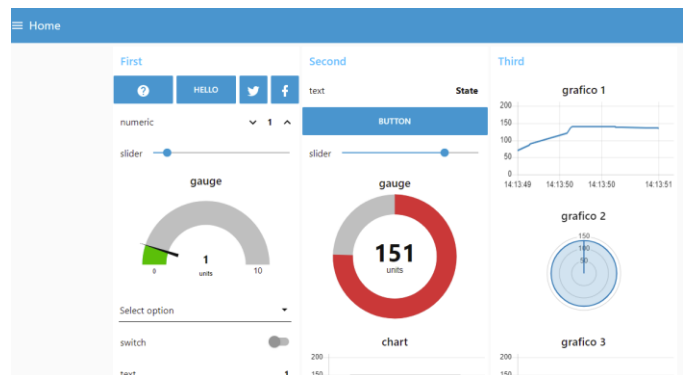 Home
First
HELLO
numeric 1
slider
gauge
1
units
0 10
Select option
switch
text 1
Second
text State
BUTTON
slider
gauge
151
units
chart
200
150
Third
grafico 1
200
150
100
50
0
14:13:49 14:13:50 14:13:50 14:13:51
grafico 2
150
100
50
grafico 3
200
150